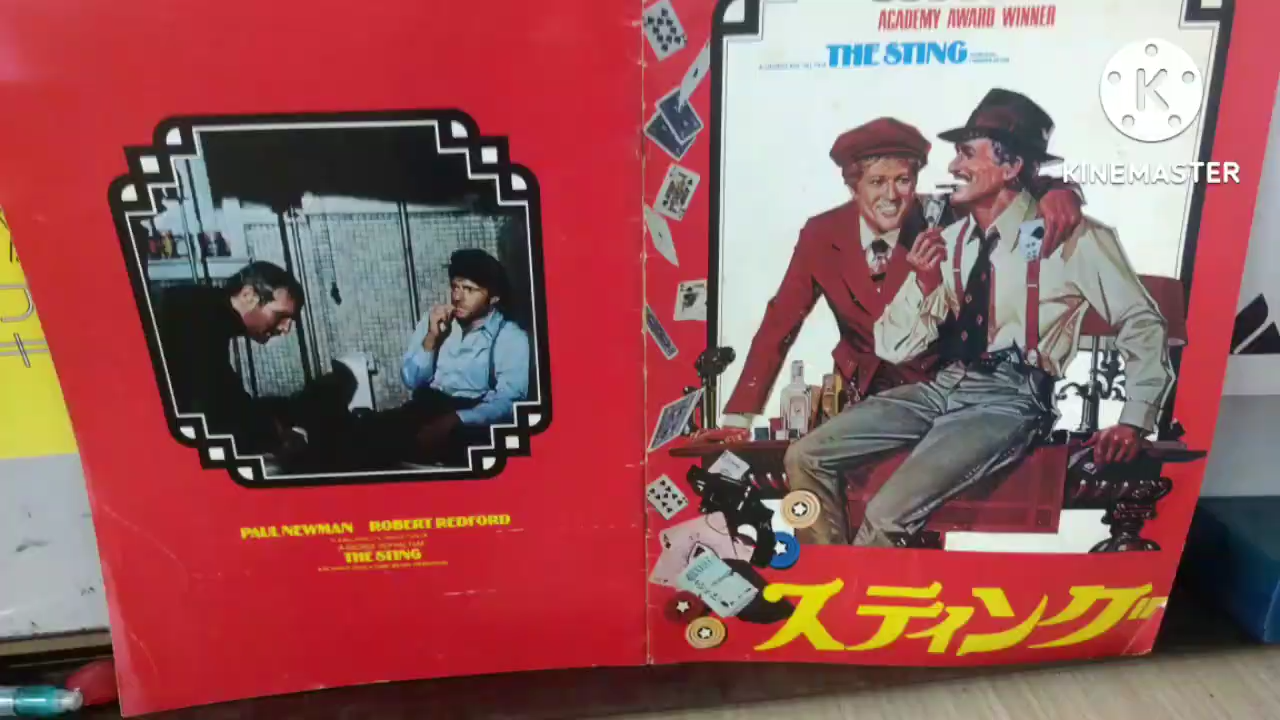 PAUL NEWMAN ROBERT REDFORD
THE STING
ACADEMY AWARD WINNER
THE STING
スティング
K
KINEMASTER